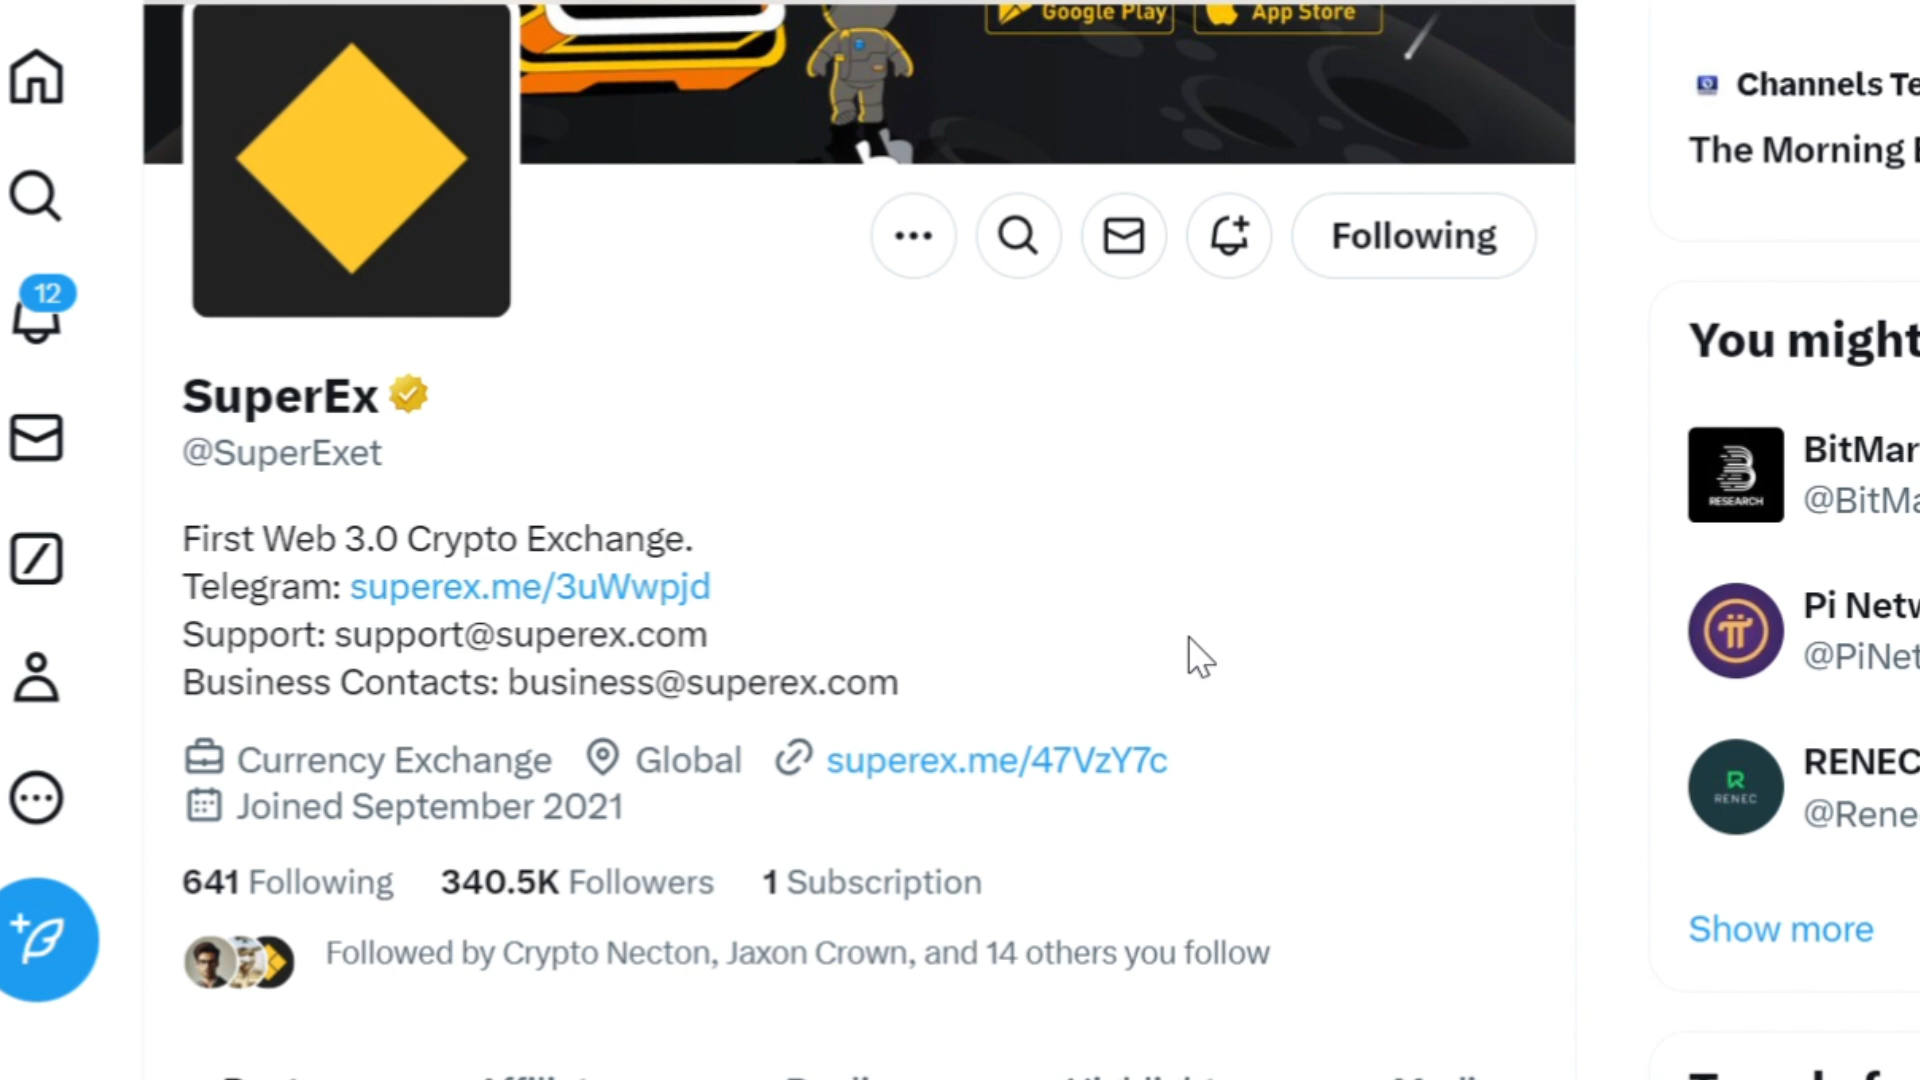 Google Play
App Store
Channels Te
The Morning
Following
12
You might
SuperEx
@SuperExet
BitMar
@BitMa
RESEARCH
First Web 3.0 Crypto Exchange.
Telegram: superex.me/3uWwpjd
Support: support@superex.com
Business Contacts: business@superex.com
Pi Netw
@PiNet
Currency Exchange Global superex.me/47VzY7c
Joined September 2021
RENEC
@Rene
RENEC
641 Following 340.5K Followers 1 Subscription
Show more
Followed by Crypto Necton, Jaxon Crown, and 14 others you follow